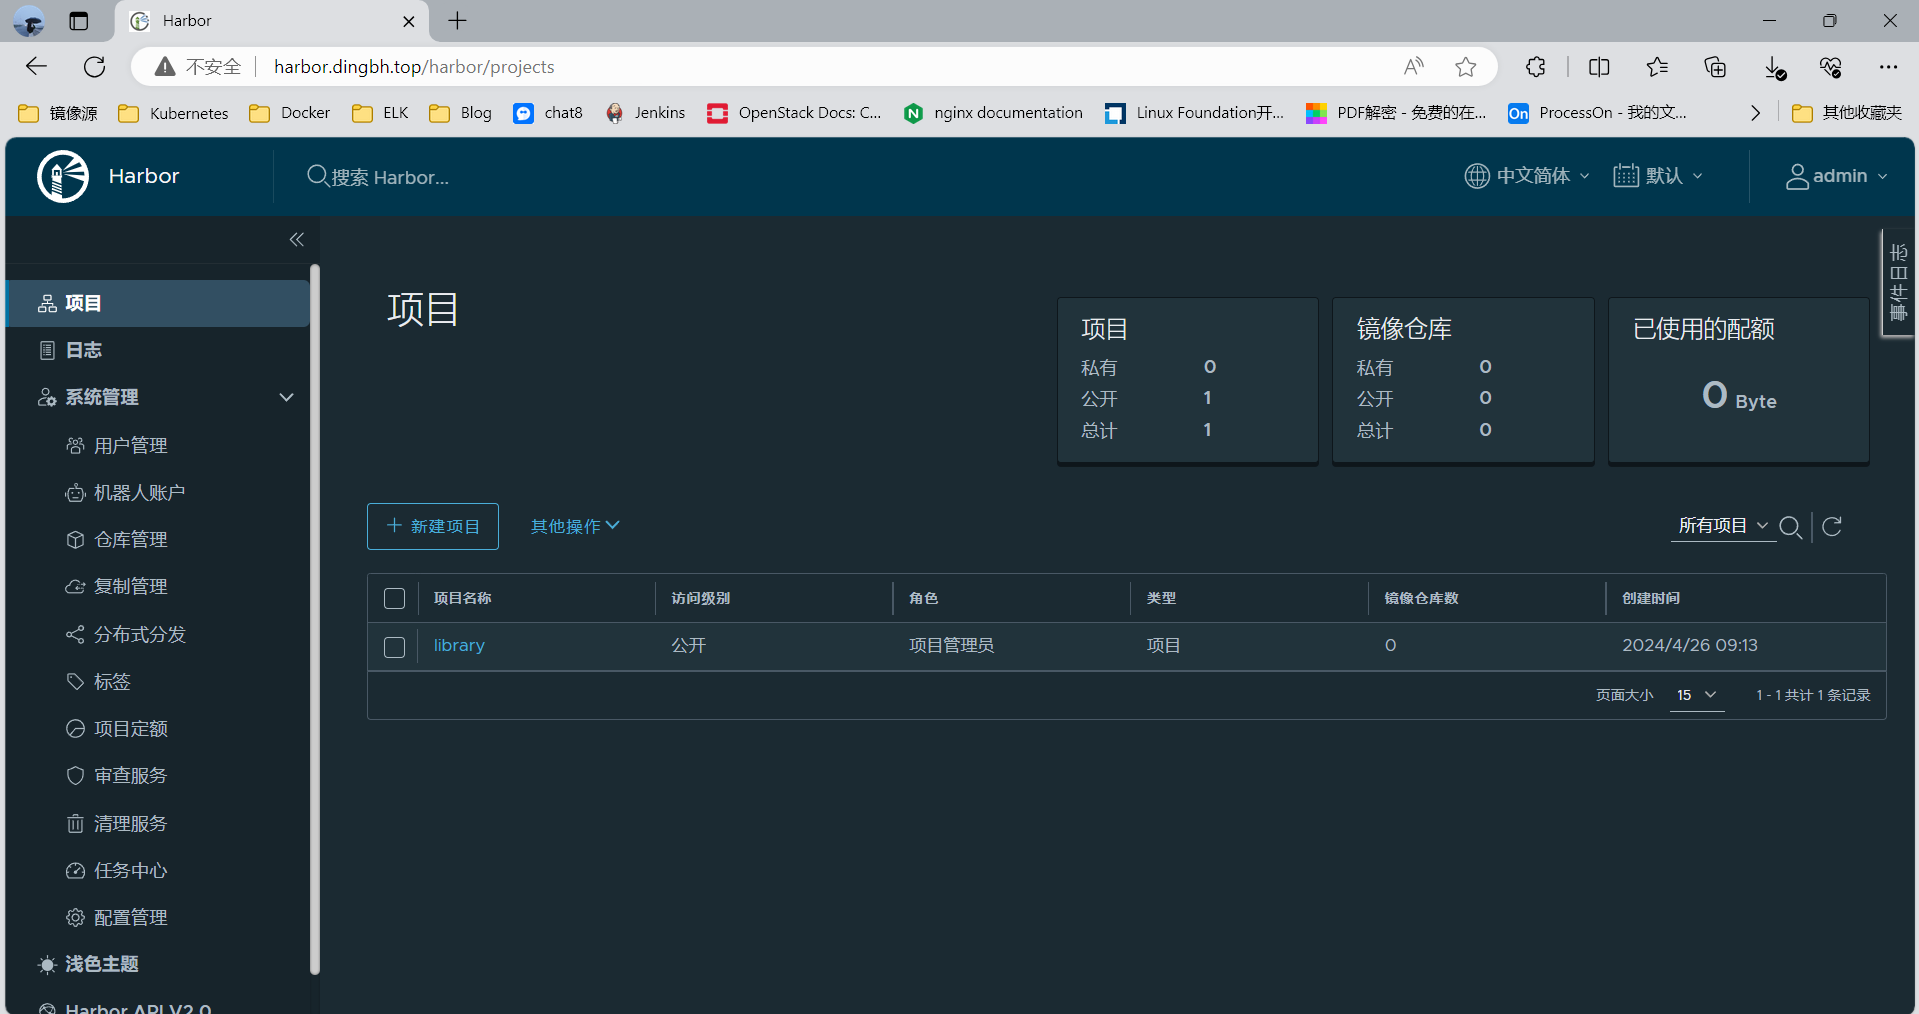 Harbor
不安全 harbor.dingbh.top/harbor/projects
镜像源 Kubernetes Docker ELK Blog chat8 Jenkins OpenStack Docs: C... nginx documentation Linux Foundation开... PDF解密 - 免费的在... ProcessOn - 我的文... 其他收藏夹
Harbor 搜索 Harbor... 中文简体 默认 admin
事件日志
项目
日志
系统管理
用户管理
机器人账户
仓库管理
复制管理
分布式分发
标签
项目定额
审查服务
清理服务
任务中心
配置管理
浅色主题
Harbor API V2.0
项目
项目
私有 0
公开 1
总计 1
镜像仓库
私有 0
公开 0
总计 0
已使用的配额
0 Byte
新建项目 其他操作 所有项目
项目名称 访问级别 角色 类型 镜像仓库数 创建时间
library 公开 项目管理员 项目 0 2024/4/26 09:13
页面大小 15 1 - 1 共计 1 条记录